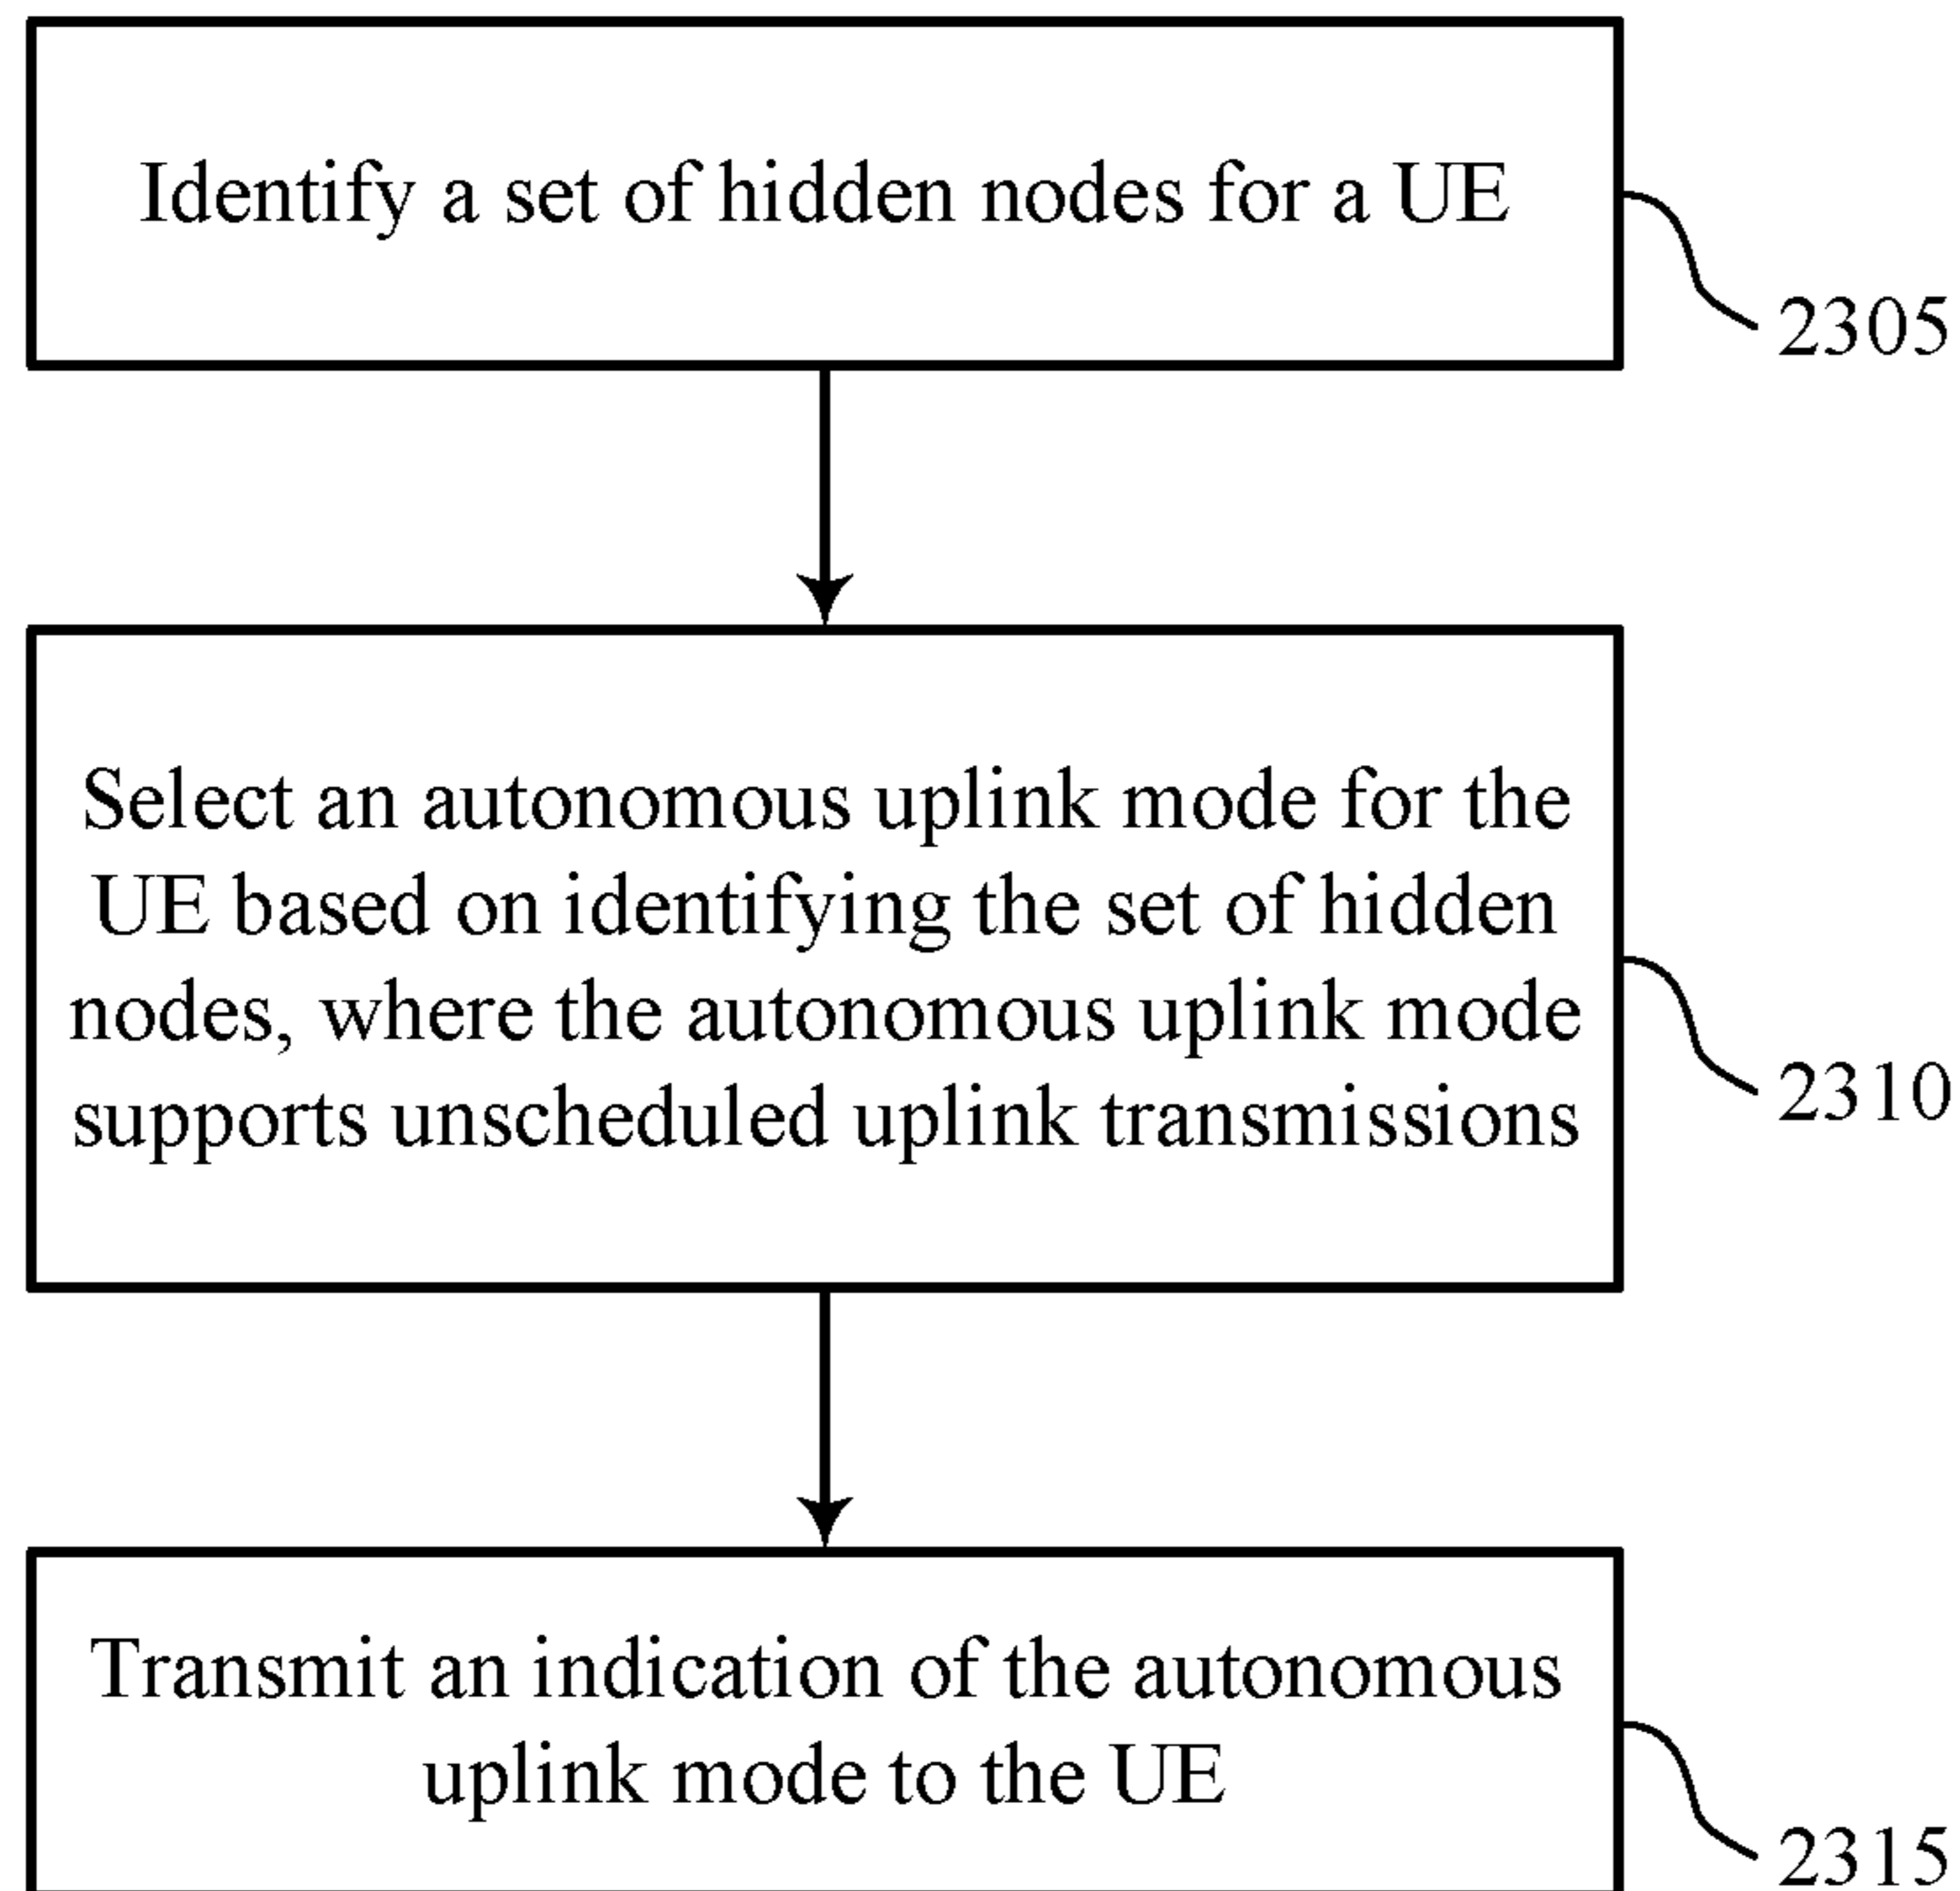 Identify a set of hidden nodes for a UE
2305
Select an autonomous uplink mode for the
UE based on identifying the set of hidden
nodes, where the autonomous uplink mode
supports unscheduled uplink transmissions
2310
Transmit an indication of the autonomous
uplink mode to the UE
2315